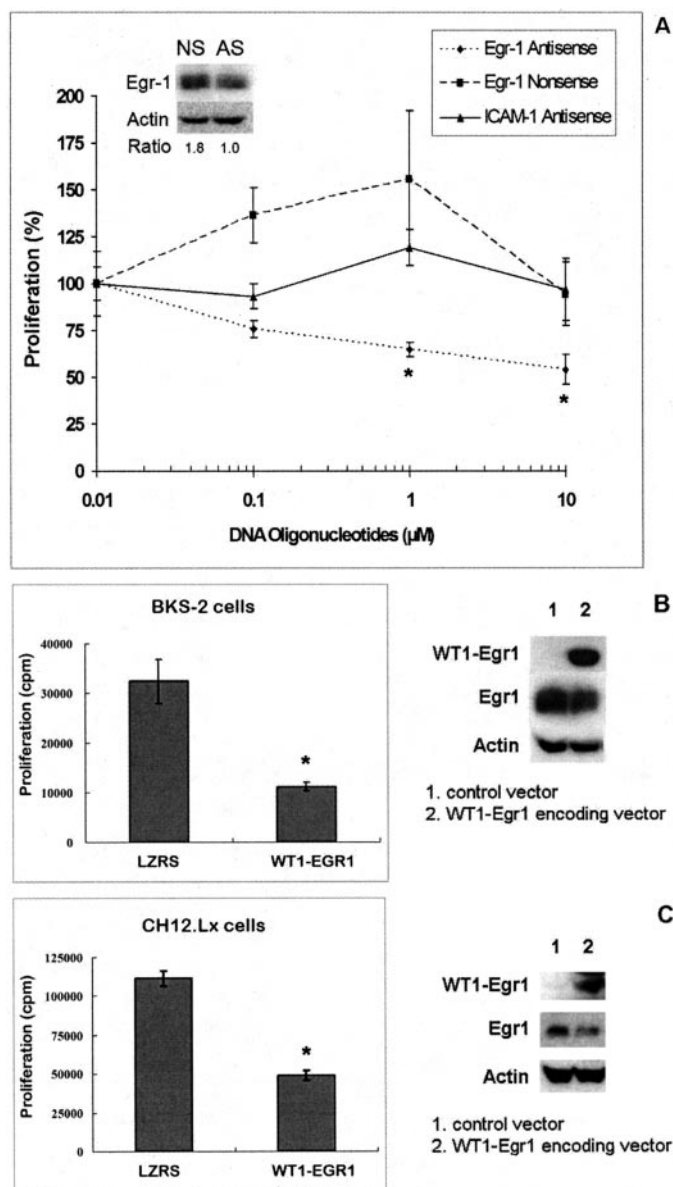 A
NS AS
Egr-1
Actin
Ratio 1.8 1.0
Egr-1 Antisense
Egr-1 Nonsense
ICAM-1 Antisense
Proliferation (%)
200
175
150
125
100
75
50
25
0
* *
0.01 0.1 1 10
DNA Oligonucleotides (µM)
B
BKS-2 cells
Proliferation (cpm)
40000
30000
20000
10000
0
*
LZRS WT1-EGR1
1 2
WT1-Egr1
Egr1
Actin
1. control vector
2. WT1-Egr1 encoding vector
C
CH12.Lx cells
Proliferation (cpm)
125000
100000
75000
50000
25000
0
*
LZRS WT1-EGR1
1 2
WT1-Egr1
Egr1
Actin
1. control vector
2. WT1-Egr1 encoding vector